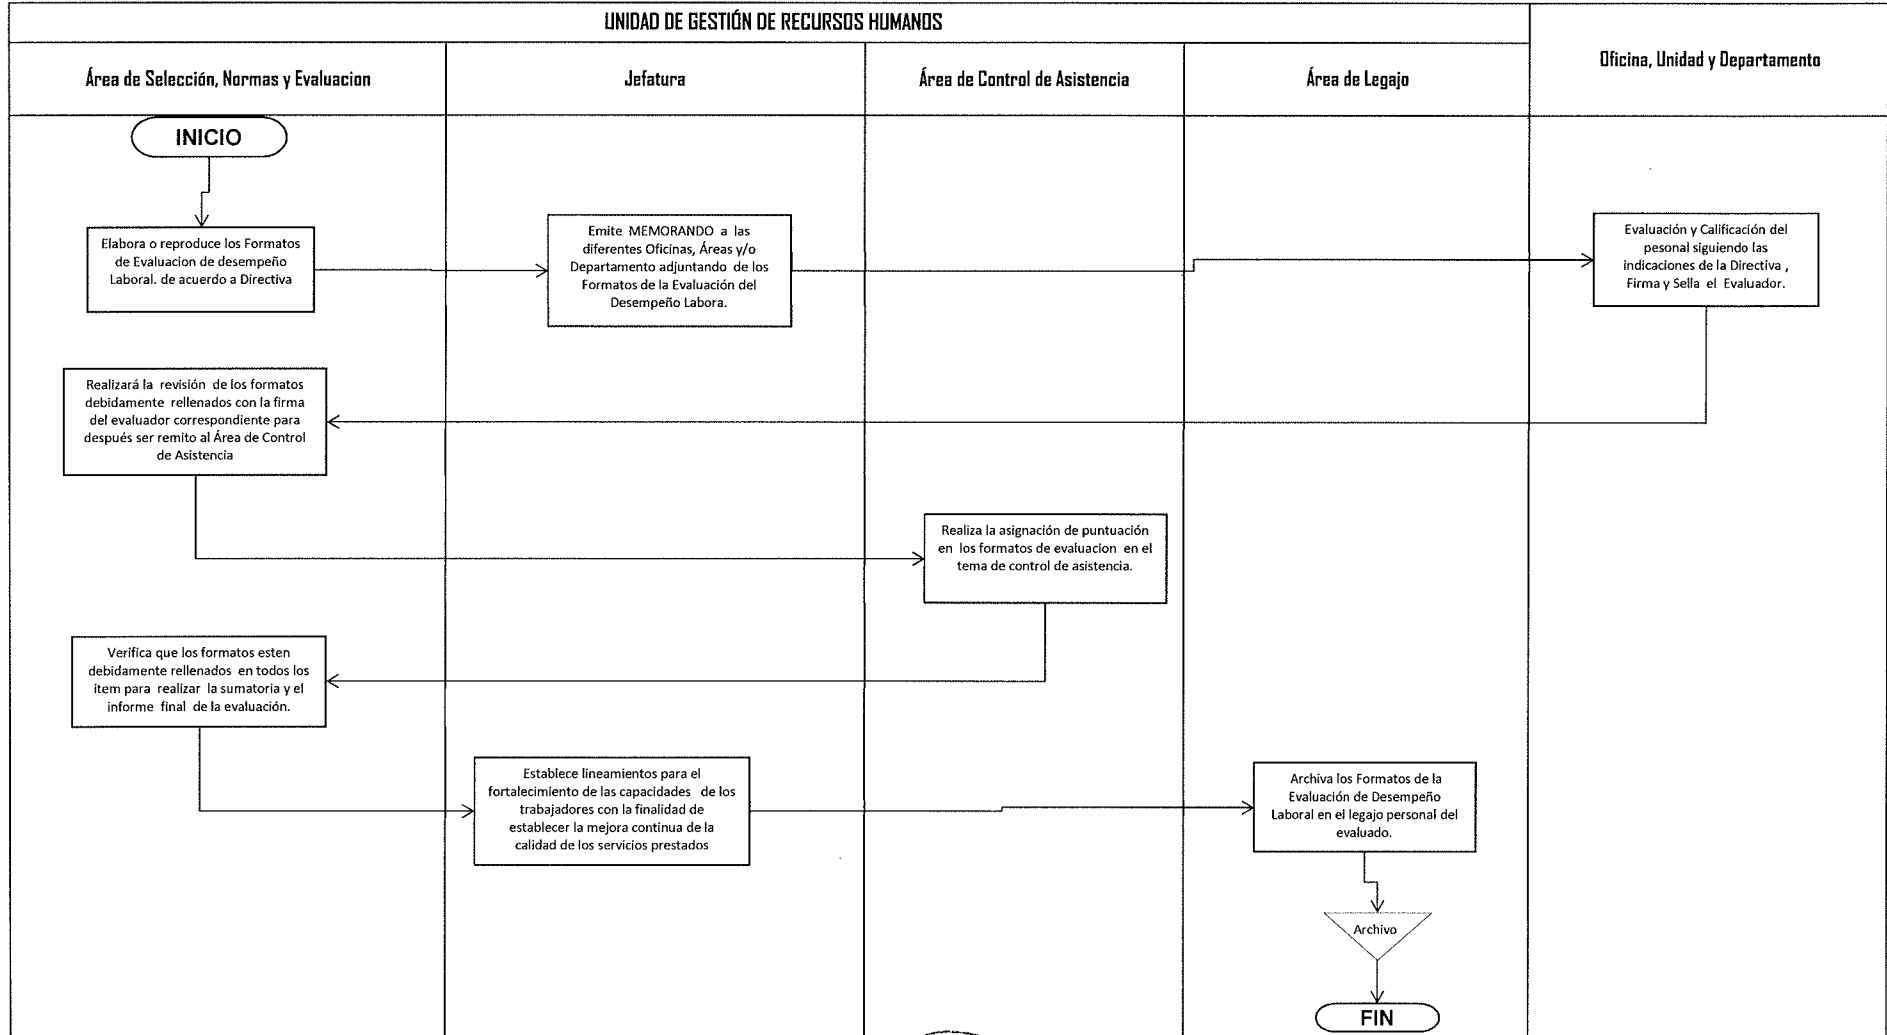 UNIDAD DE GESTIÓN DE RECURSOS HUMANOS
Oficina, Unidad y Departamento
Área de Selección, Normas y Evaluacion
Jefatura
Área de Control de Asistencia
Área de Legajo
INICIO
Elabora o reproduce los Formatos
de Evaluacion de desempeño
Laboral. de acuerdo a Directiva
Emite MEMORANDO a las
diferentes Oficinas, Áreas y/o
Departamento adjuntando de los
Formatos de la Evaluación del
Desempeño Labora.
Evaluación y Calificación del
pesonal siguiendo las
indicaciones de la Directiva ,
Firma y Sella el Evaluador.
Realizará la revisión de los formatos
debidamente rellenados con la firma
del evaluador correspondiente para
después ser remito al Área de Control
de Asistencia
Realiza la asignación de puntuación
en los formatos de evaluacion en el
tema de control de asistencia.
Verifica que los formatos esten
debidamente rellenados en todos los
item para realizar la sumatoria y el
informe final de la evaluación.
Establece lineamientos para el
fortalecimiento de las capacidades de los
trabajadores con la finalidad de
establecer la mejora continua de la
calidad de los servicios prestados
Archiva los Formatos de la
Evaluación de Desempeño
Laboral en el legajo personal del
evaluado.
Archivo
FIN